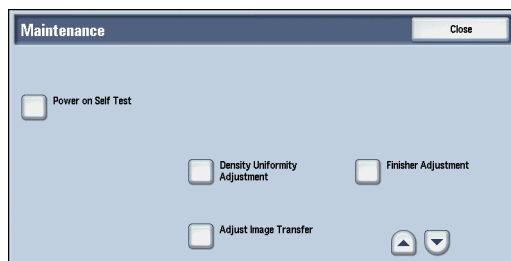 Maintenance
Close
Power on Self Test
Density Uniformity
Adjustment
Finisher Adjustment
Adjust Image Transfer